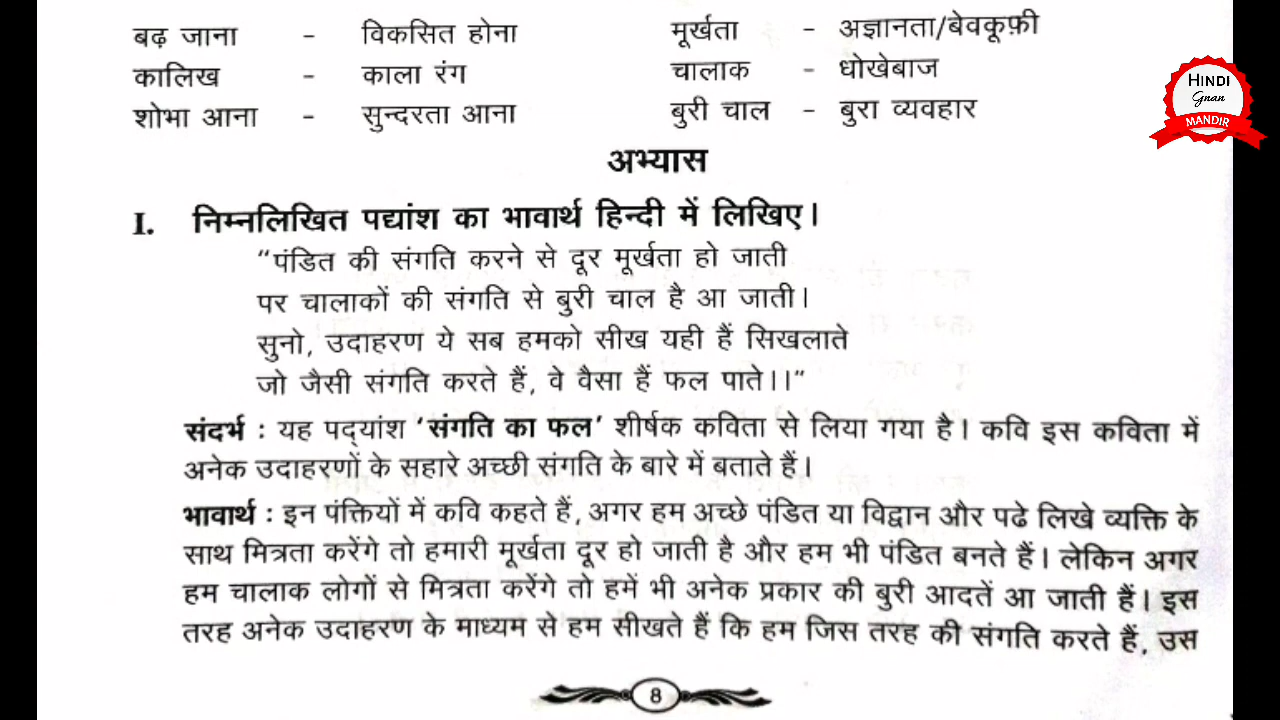 बढ़ जाना - विकसित होना मूर्खता - अज्ञानता/बेवकूफ़ी
कालिख - काला रंग चालाक - धोखेबाज
शोभा आना - सुन्दरता आना बुरी चाल - बुरा व्यवहार
HINDI
Gnan
MANDIR
अभ्यास
I. निम्नलिखित पद्यांश का भावार्थ हिन्दी में लिखिए।
“पंडित की संगति करने से दूर मूर्खता हो जाती
पर चालाकों की संगति से बुरी चाल है आ जाती।
सुनो, उदाहरण ये सब हमको सीख यही हैं सिखलाते
जो जैसी संगति करते हैं, वे वैसा हैं फल पाते।।”
संदर्भ : यह पद्‌यांश ‘संगति का फल’ शीर्षक कविता से लिया गया है। कवि इस कविता में
अनेक उदाहरणों के सहारे अच्छी संगति के बारे में बताते हैं।
भावार्थ : इन पंक्तियों में कवि कहते हैं, अगर हम अच्छे पंडित या विद्वान और पढे लिखे व्यक्ति के
साथ मित्रता करेंगे तो हमारी मूर्खता दूर हो जाती है और हम भी पंडित बनते हैं। लेकिन अगर
हम चालाक लोगों से मित्रता करेंगे तो हमें भी अनेक प्रकार की बुरी आदतें आ जाती हैं। इस
तरह अनेक उदाहरण के माध्यम से हम सीखते हैं कि हम जिस तरह की संगति करते हैं, उस
8